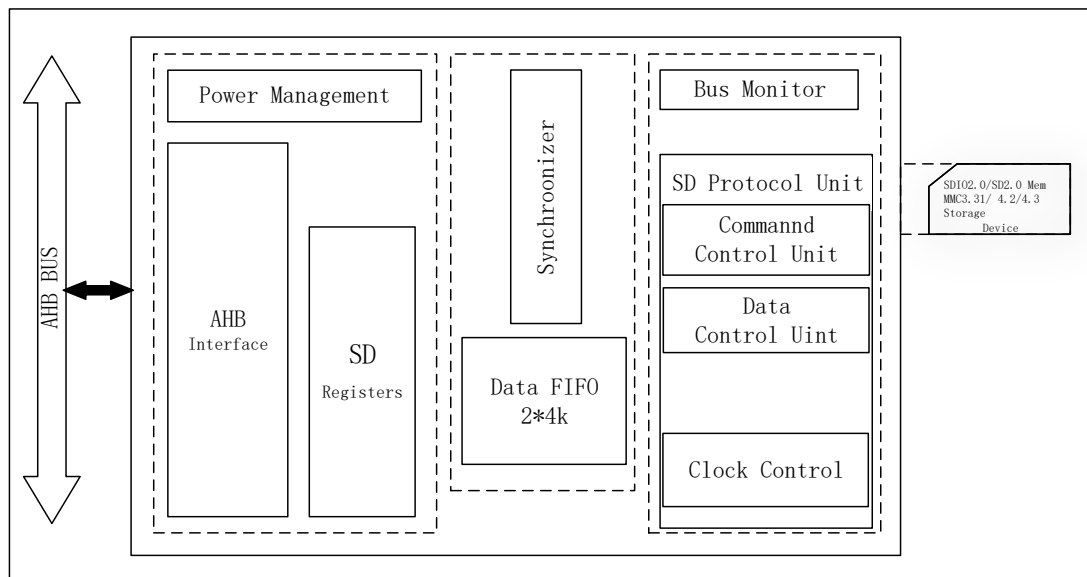 AHB BUS
Power Management
AHB
Interface
SD
Registers
Synchroonizer
Data FIFO
2*4k
Bus Monitor
SD Protocol Unit
Commannd
Control Unit
Data
Control Uint
Clock Control
SDIO2.0/SD2.0 Mem
MMC3.31/ 4.2/4.3
Storage
Device